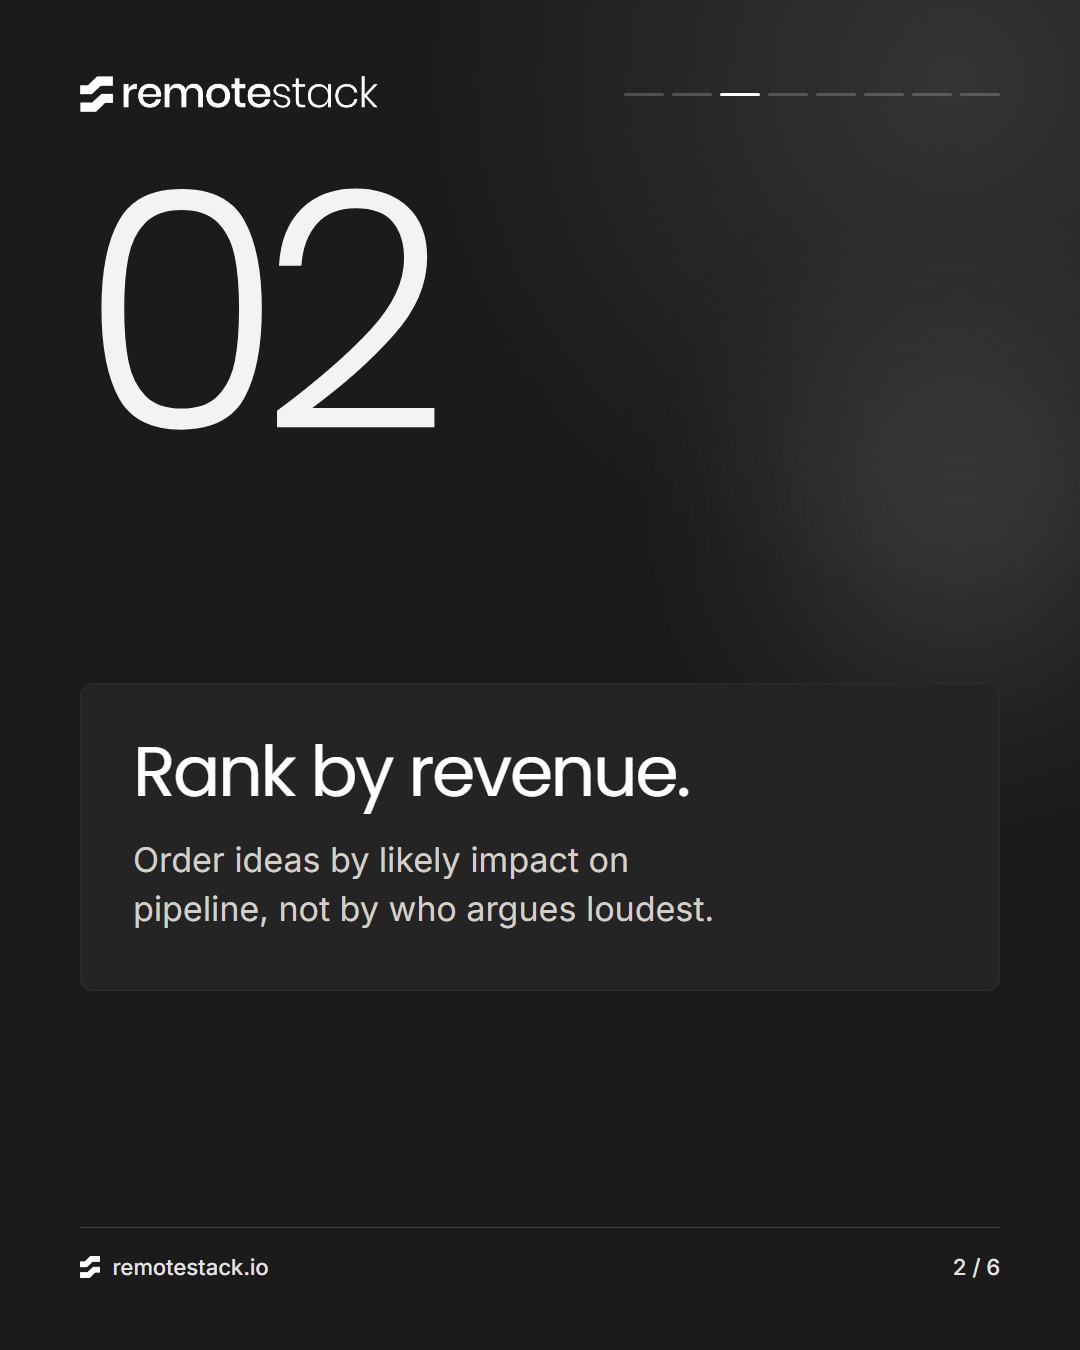 remotestack
02
Rank by revenue.
Order ideas by likely impact on
pipeline, not by who argues loudest.
remotestack.io
2 / 6